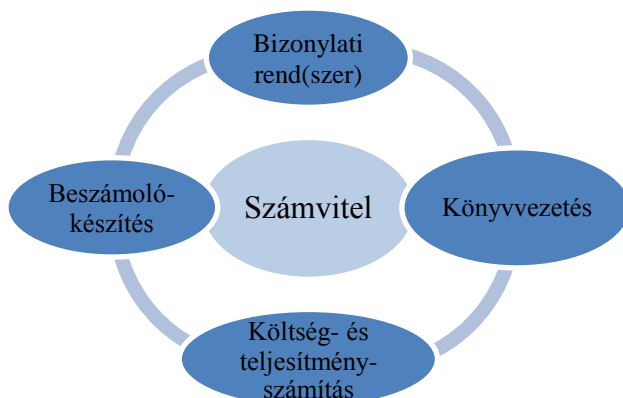 Bizonylati
rend(szer)
Beszámoló-
készítés
Számvitel
Könyvvezetés
Költség- és
teljesítmény-
számítás